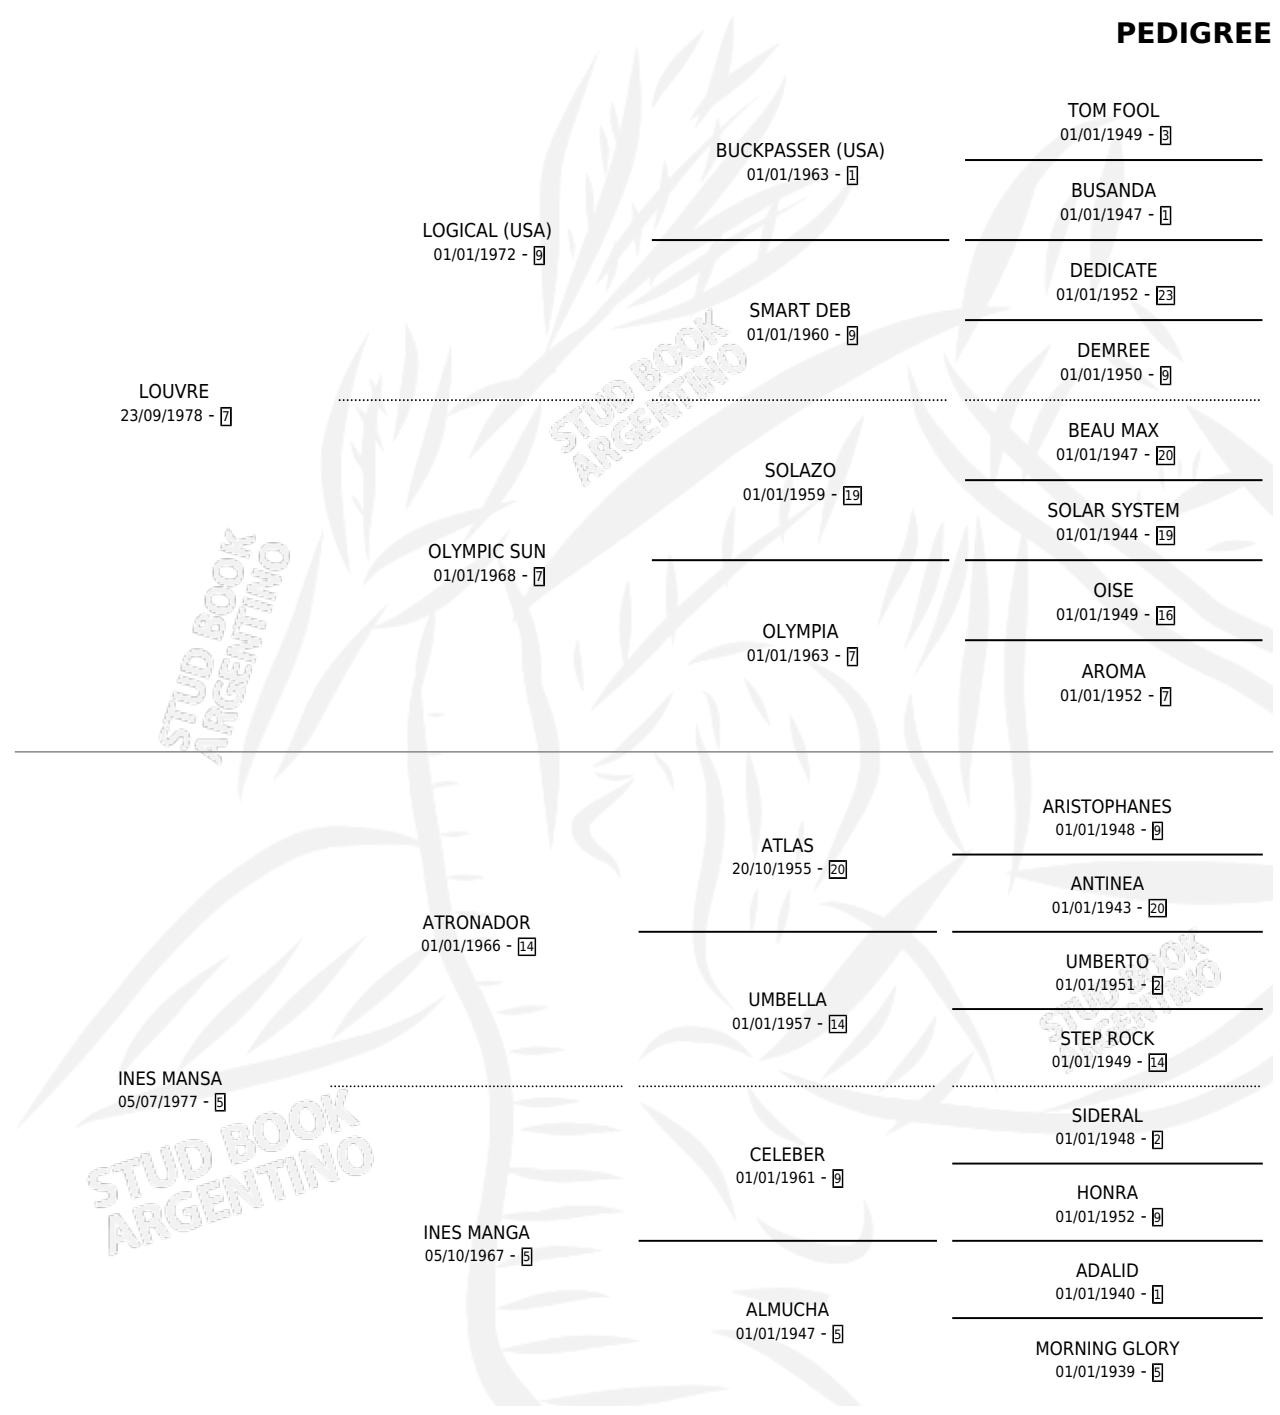 PEDIGREE
TOM FOOL
01/01/1949 - 3
BUCKPASSER (USA)
01/01/1963 - 1
BUSANDA
01/01/1947 - 1
LOGICAL (USA)
01/01/1972 - 9
DEDICATE
01/01/1952 - 23
SMART DEB
01/01/1960 - 9
DEMREE
01/01/1950 - 9
LOUVRE
23/09/1978 - 7
STUD BOOK
ARGENTINO
BEAU MAX
01/01/1947 - 20
SOLAZO
01/01/1959 - 19
SOLAR SYSTEM
01/01/1944 - 19
OLYMPIC SUN
01/01/1968 - 7
OISE
01/01/1949 - 16
OLYMPIA
01/01/1963 - 7
AROMA
01/01/1952 - 7
STUD BOOK
ARGENTINO
ARISTOPHANES
01/01/1948 - 9
ATLAS
20/10/1955 - 20
ANTINEA
01/01/1943 - 20
ATRONADOR
01/01/1966 - 14
UMBERTO
01/01/1951 - 2
UMBELLA
01/01/1957 - 14
STEP ROCK
01/01/1949 - 14
STUD BOOK
ARGENTINO
INES MANSA
05/07/1977 - 5
SIDERAL
01/01/1948 - 2
CELEBER
01/01/1961 - 9
HONRA
01/01/1952 - 9
STUD BOOK
ARGENTINO
INES MANGA
05/10/1967 - 5
ADALID
01/01/1940 - 1
ALMUCHA
01/01/1947 - 5
MORNING GLORY
01/01/1939 - 5